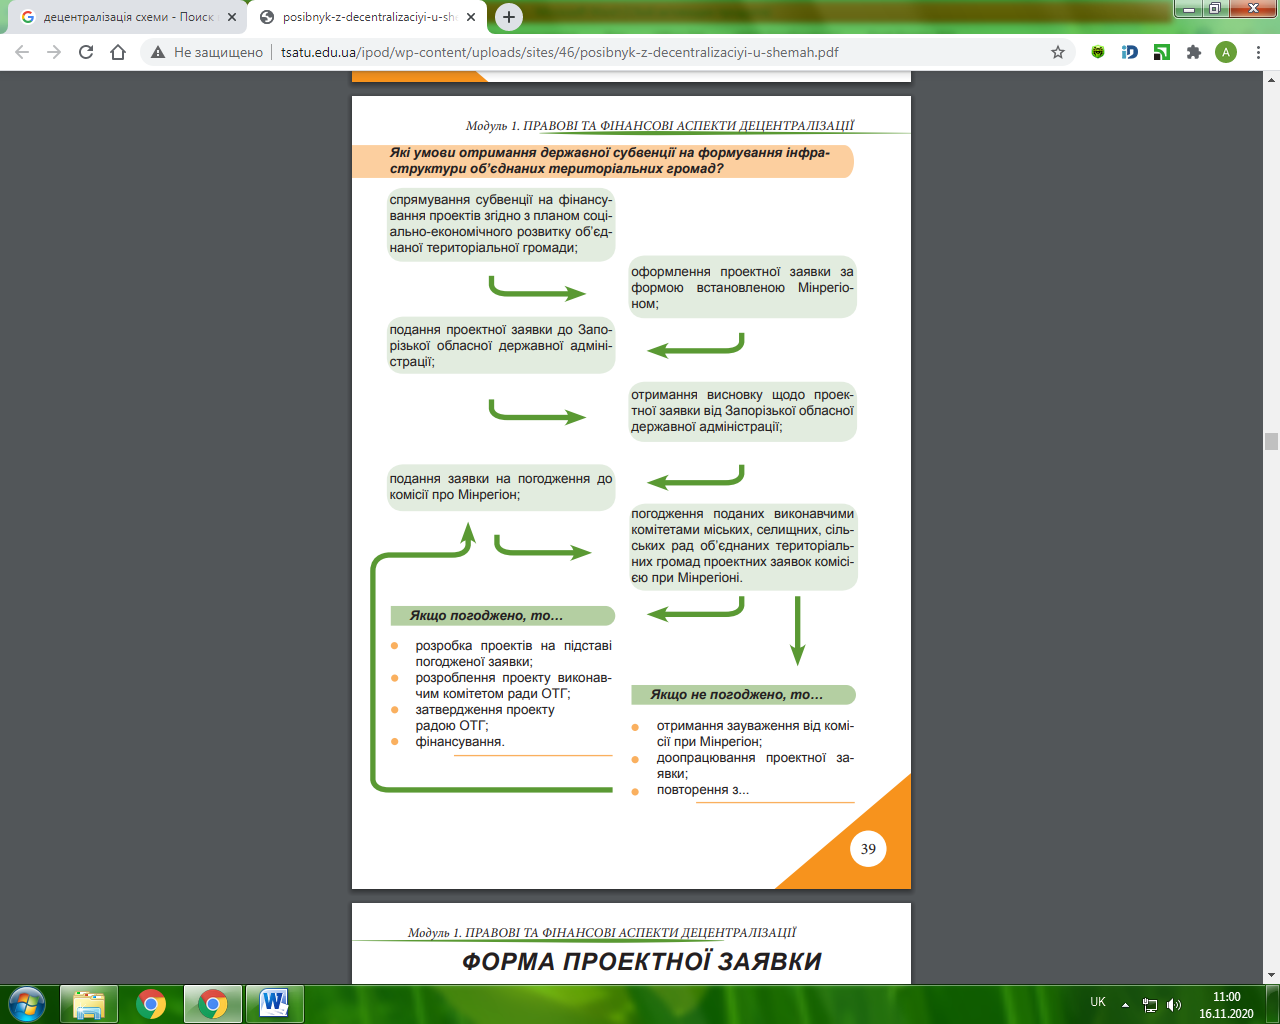 децентралізація схеми - Поиск
posibnyk-z-decentralizaciyi-u-she
Не защищено
tsatu.edu.ua/ipod/wp-content/uploads/sites/46/posibnyk-z-decentralizaciyi-u-shemah.pdf
A
Модуль 1. ПРАВОВІ ТА ФІНАНСОВІ АСПЕКТИ ДЕЦЕНТРАЛІЗАЦІЇ
Які умови отримання державної субвенції на формування інфра-
структури об'єднаних територіальних громад?
спрямування субвенції на фінансу-
вання проектів згідно з планом соці-
ально-економічного розвитку об'єд-
наної територіальної громади;
оформлення проектної заявки за
формою встановленою Мінрегіо-
ном;
подання проектної заявки до Запо-
різької обласної державної адміні-
страції;
отримання висновку щодо проек-
тної заявки від Запорізької обласної
державної адміністрації;
подання заявки на погодження до
комісії про Мінрегіон;
погодження поданих виконавчими
комітетами міських, селищних, сіль-
ських рад об'єднаних територіаль-
них громад проектних заявок комісі-
єю при Мінрегіоні.
Якщо погоджено, то...
розробка проектів на підставі
погодженої заявки;
розроблення проекту виконав-
чим комітетом ради ОТГ;
затвердження проекту
радою ОТГ;
фінансування.
Якщо не погоджено, то...
отримання зауваження від комі-
сії при Мінрегіон;
доопрацювання проектної за-
явки;
повторення з...
39
Модуль 1. ПРАВОВІ ТА ФІНАНСОВІ АСПЕКТИ ДЕЦЕНТРАЛІЗАЦІЇ
ФОРМА ПРОЕКТНОЇ ЗАЯВКИ
UK
11:00
16.11.2020